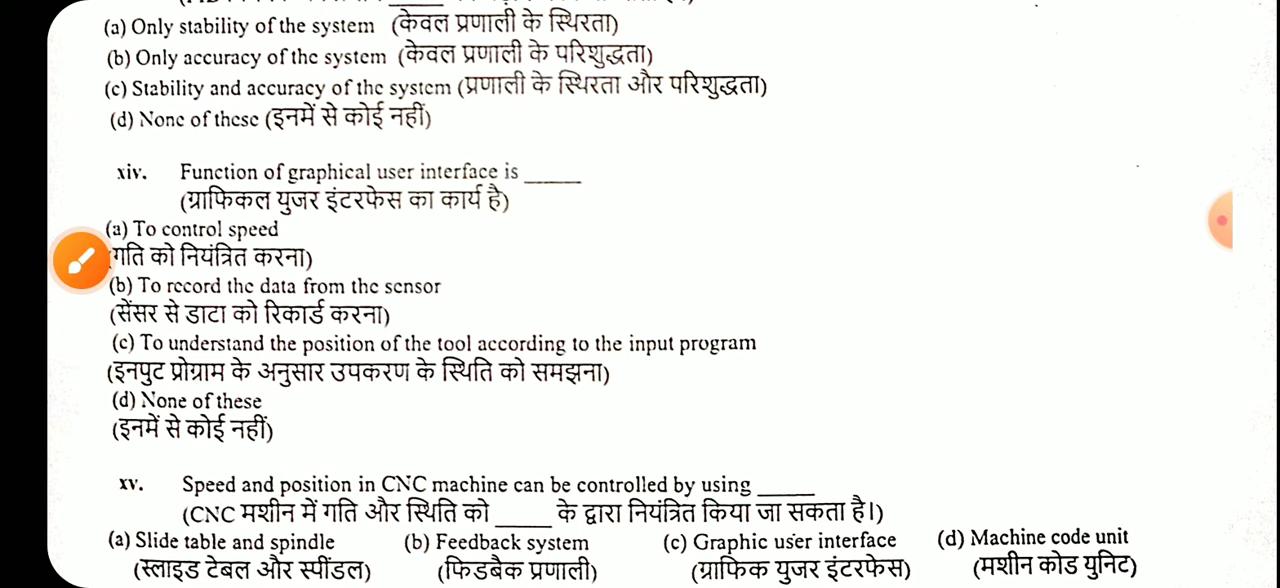 (a) Only stability of the system (केवल प्रणाली के स्थिरता)
(b) Only accuracy of the system (केवल प्रणाली के परिशुद्धता)
(c) Stability and accuracy of the system (प्रणाली के स्थिरता और परिशुद्धता)
(d) None of these (इनमें से कोई नहीं)
xiv. Function of graphical user interface is _____
(ग्राफिकल युजर इंटरफेस का कार्य है)
(a) To control speed
गति को नियंत्रित करना)
(b) To record the data from the sensor
(सेंसर से डाटा को रिकार्ड करना)
(c) To understand the position of the tool according to the input program
(इनपुट प्रोग्राम के अनुसार उपकरण के स्थिति को समझना)
(d) None of these
(इनमें से कोई नहीं)
xv. Speed and position in CNC machine can be controlled by using _____
(CNC मशीन में गति और स्थिति को _____ के द्वारा नियंत्रित किया जा सकता है।)
(a) Slide table and spindle (b) Feedback system (c) Graphic user interface (d) Machine code unit
(स्लाइड टेबल और स्पींडल) (फिडबैक प्रणाली) (ग्राफिक युजर इंटरफेस) (मशीन कोड युनिट)